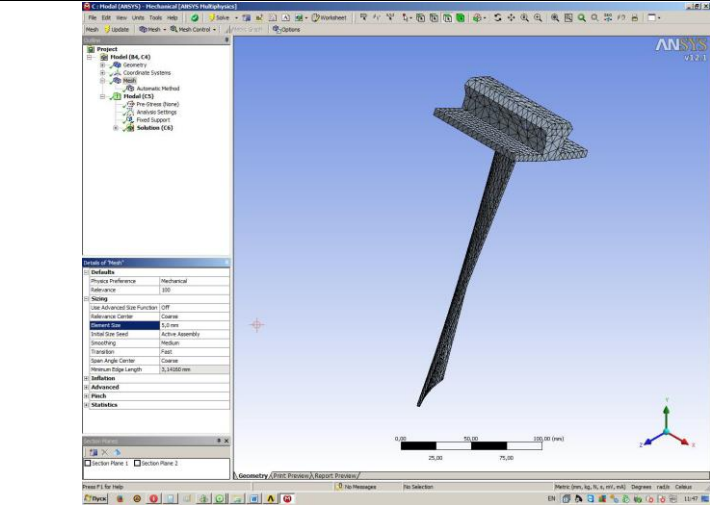 C : Modal (ANSYS) - Mechanical [ANSYS Multiphysics]
File Edit View Units Tools Help Solve Worksheet
Mesh Update Mesh Mesh Control Metric Graph Options
Outline
Project
Model (B4, C4)
Geometry
Coordinate Systems
Mesh
Automatic Method
Modal (C5)
Pre-Stress (None)
Analysis Settings
Fixed Support
Solution (C6)
ANSYS
v12.1
Details of "Mesh"
Defaults
Physics Preference Mechanical
Relevance 100
Sizing
Use Advanced Size Function Off
Relevance Center Coarse
Element Size 5,0 mm
Initial Size Seed Active Assembly
Smoothing Medium
Transition Fast
Span Angle Center Coarse
Minimum Edge Length 3,14160 mm
Inflation
Advanced
Pinch
Statistics
Section Planes
Section Plane 1 Section Plane 2
0,00 50,00 100,00 (mm)
25,00 75,00
Y
Z X
Geometry Print Preview Report Preview
Press F1 for Help No Messages No Selection Metric (mm, kg, N, s, mV, mA) Degrees rad/s Celsius
Пуск EN 11:47